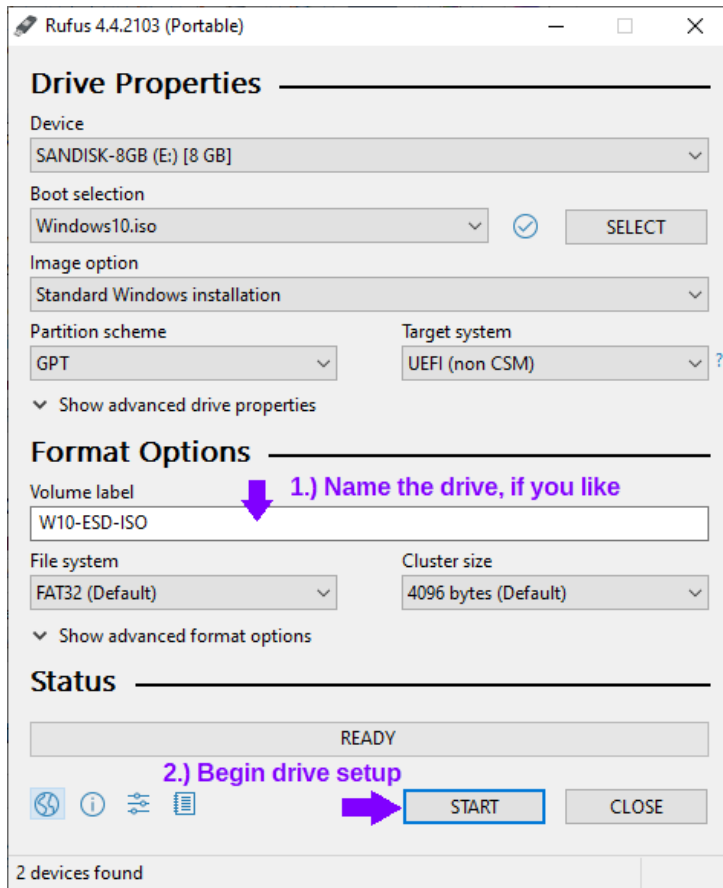 Rufus 4.4.2103 (Portable)
Drive Properties
Device
SANDISK-8GB (E:) [8 GB]
Boot selection
Windows10.iso
SELECT
Image option
Standard Windows installation
Partition scheme
Target system
GPT
UEFI (non CSM)
?
Show advanced drive properties
Format Options
Volume label
1.) Name the drive, if you like
W10-ESD-ISO
File system
Cluster size
FAT32 (Default)
4096 bytes (Default)
Show advanced format options
Status
READY
2.) Begin drive setup
START
CLOSE
2 devices found